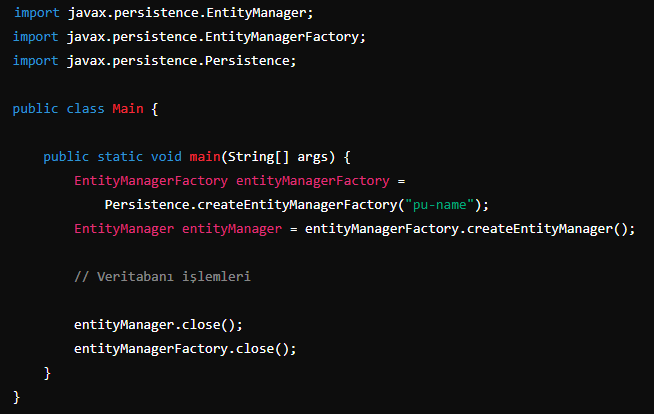 import javax.persistence.EntityManager;
import javax.persistence.EntityManagerFactory;
import javax.persistence.Persistence;

public class Main {

    public static void main(String[] args) {
        EntityManagerFactory entityManagerFactory =
            Persistence.createEntityManagerFactory("pu-name");
        EntityManager entityManager = entityManagerFactory.createEntityManager();

        // Veritabanı işlemleri

        entityManager.close();
        entityManagerFactory.close();
    }
}